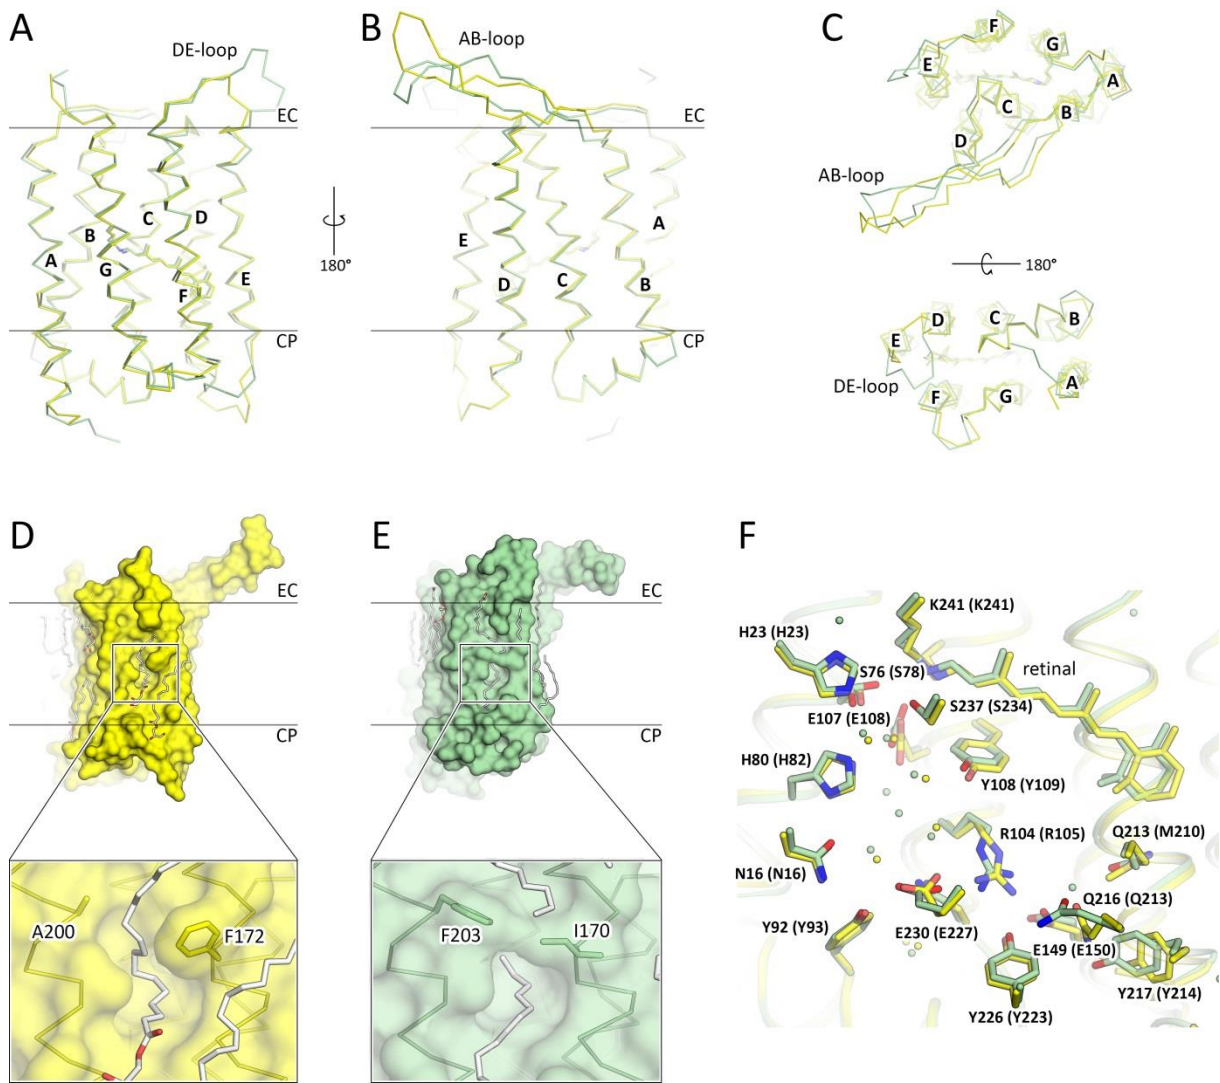 A
DE-loop
EC
C
D
B
A
G
E
F
CP
180°
B
AB-loop
EC
A
E
D
C
B
CP
C
F
G
E
A
C
B
D
AB-loop
180°
D
C
B
E
DE-loop
A
F
G
D
EC
CP
A200
F172
E
EC
CP
F203
I170
F
K241 (K241)
H23 (H23)
retinal
S76 (S78)
S237 (S234)
E107 (E108)
H80 (H82)
Y108 (Y109)
R104 (R105)
Q213 (M210)
N16 (N16)
Q216 (Q213)
Y92 (Y93)
E230 (E227)
E149 (E150)
Y217 (Y214)
Y226 (Y223)